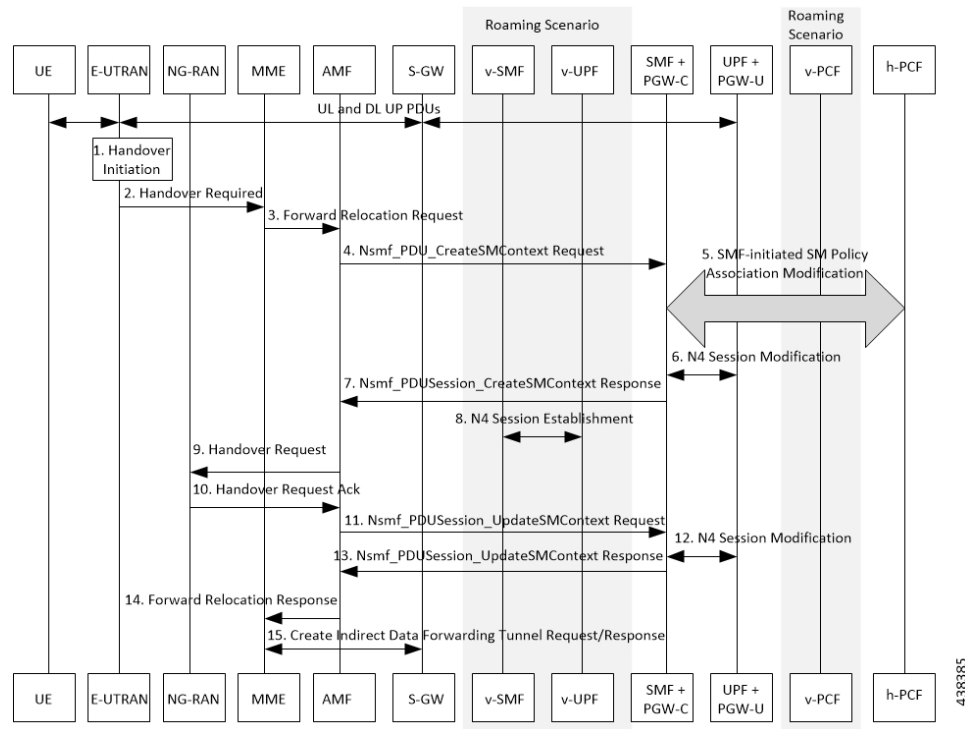 Roaming Scenario
Roaming
Scenario
UE
E-UTRAN
NG-RAN
MME
AMF
S-GW
v-SMF
v-UPF
SMF +
PGW-C
UPF +
PGW-U
v-PCF
h-PCF
UL and DL UP PDUs
1. Handover
Initiation
2. Handover Required
3. Forward Relocation Request
4. Nsmf_PDU_CreateSMContext Request
5. SMF-initiated SM Policy
Association Modification
6. N4 Session Modification
7. Nsmf_PDUSession_CreateSMContext Response
8. N4 Session Establishment
9. Handover Request
10. Handover Request Ack
11. Nsmf_PDUSession_UpdateSMContext Request
12. N4 Session Modification
13. Nsmf_PDUSession_UpdateSMContext Response
14. Forward Relocation Response
15. Create Indirect Data Forwarding Tunnel Request/Response
UE
E-UTRAN
NG-RAN
MME
AMF
S-GW
v-SMF
v-UPF
SMF +
PGW-C
UPF +
PGW-U
v-PCF
h-PCF
438385